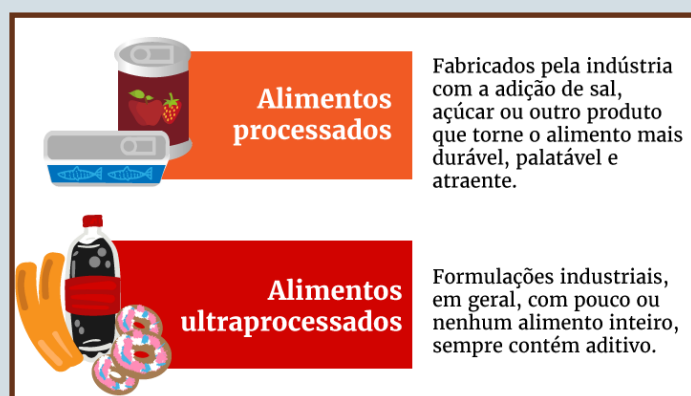 Alimentos
processados
Fabricados pela indústria
com a adição de sal,
açúcar ou outro produto
que torne o alimento mais
durável, palatável e
atraente.
Alimentos
ultraprocessados
Formulações industriais,
em geral, com pouco ou
nenhum alimento inteiro,
sempre contém aditivo.